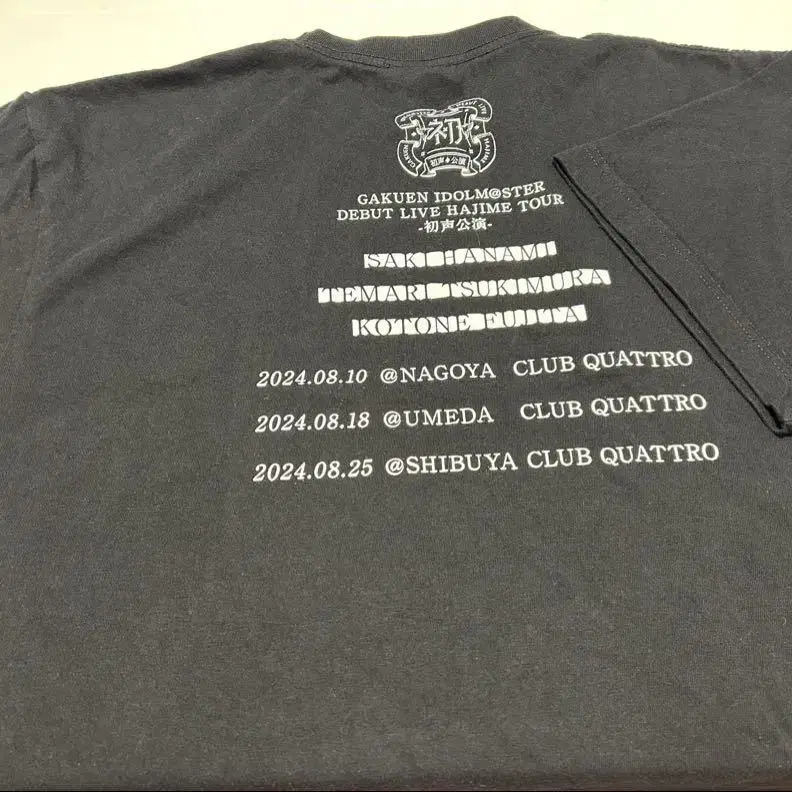 初
GAKUEN
HAJIME
初声公演
GAKUEN IDOLM@STER
DEBUT LIVE HAJIME TOUR
-初声公演-
SAKI HANAMI
TEMARI TSUKIMURA
KOTONE FUJITA
2024.08.10 @NAGOYA CLUB QUATTRO
2024.08.18 @UMEDA CLUB QUATTRO
2024.08.25 @SHIBUYA CLUB QUATTRO